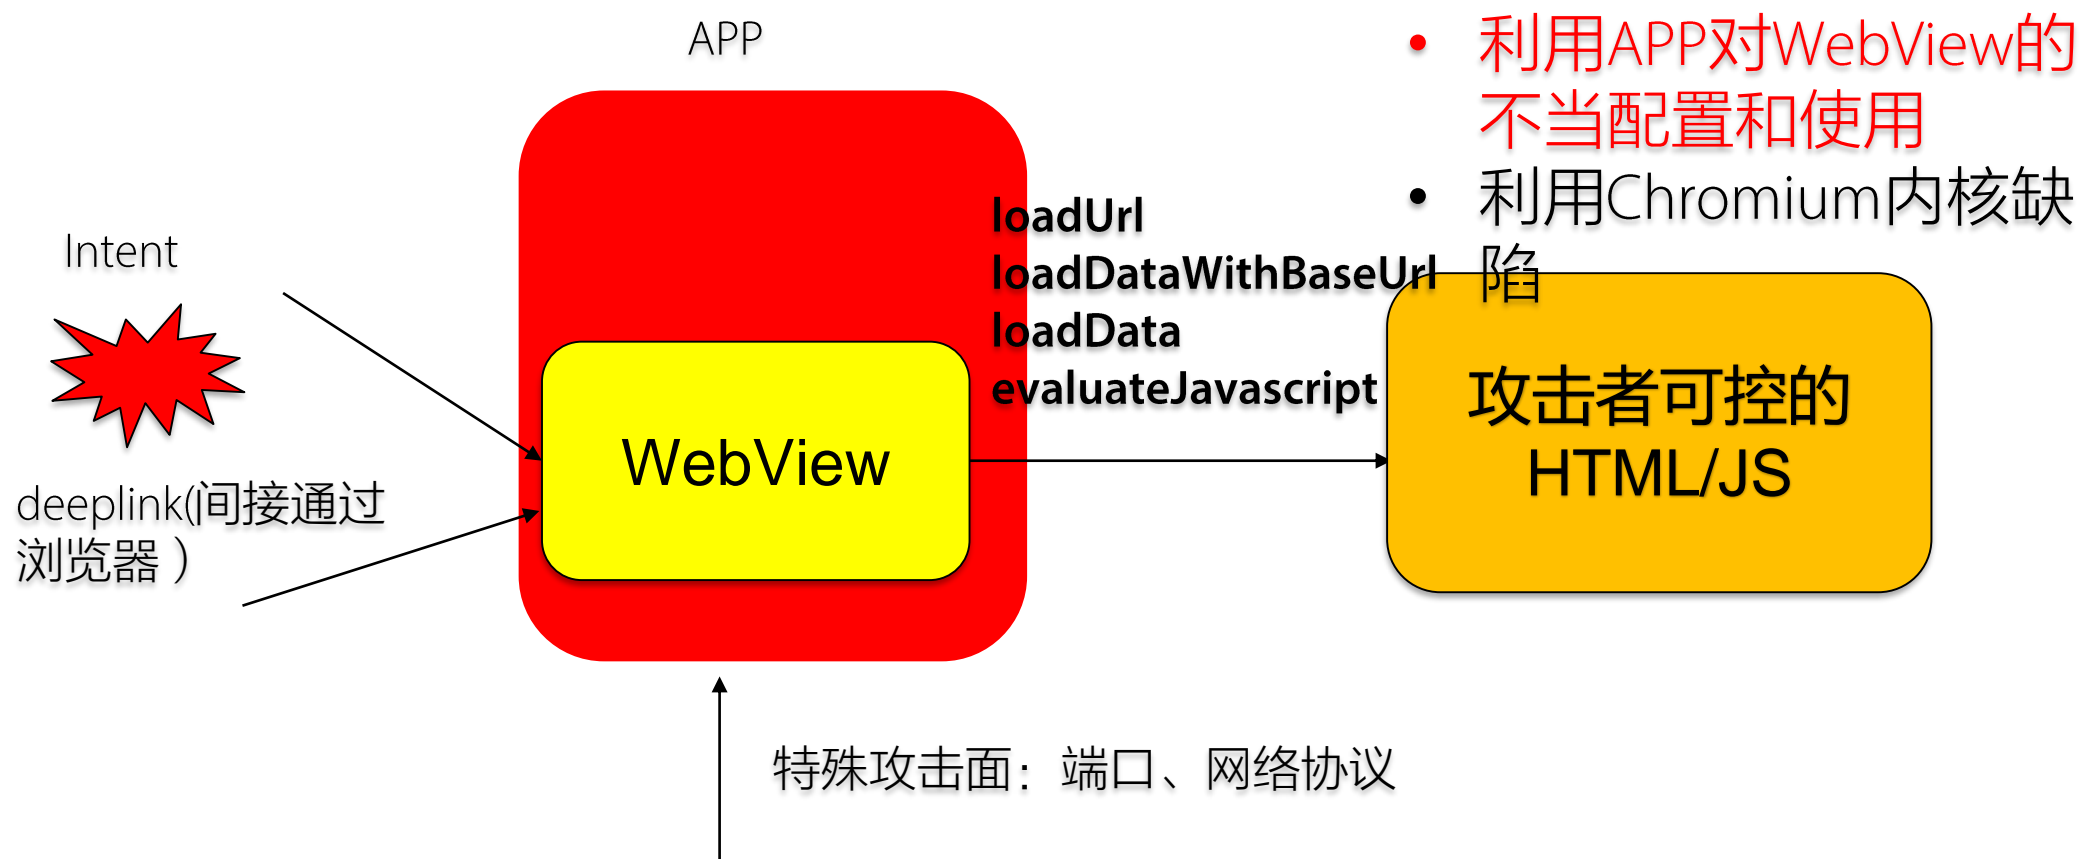 APP
• 利用APP对WebView的
不当配置和使用
• 利用Chromium内核缺
陷
loadUrl
loadDataWithBaseUrl
loadData
evaluateJavascript
Intent
deeplink(间接通过
浏览器 )
WebView
攻击者可控的
HTML/JS
特殊攻击面：端口、网络协议